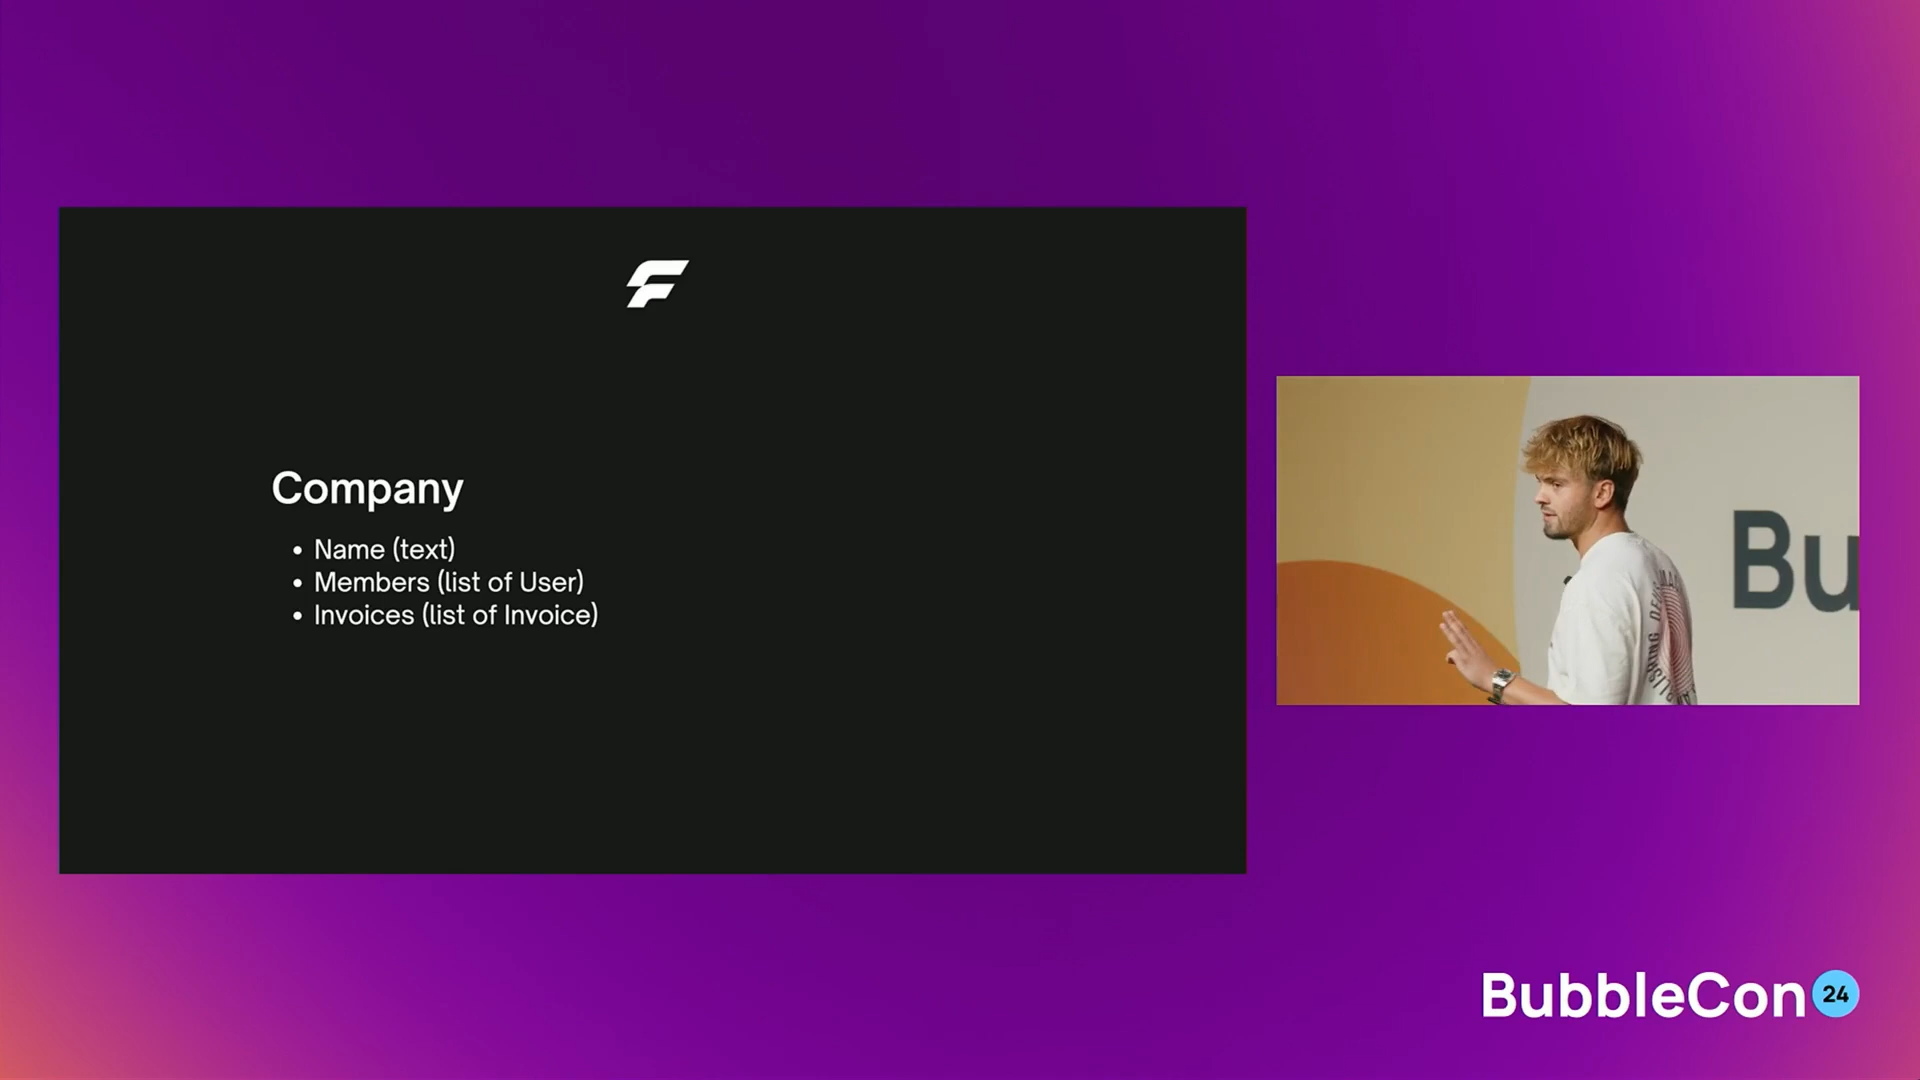 Company
• Name (text)
• Members (list of User)
• Invoices (list of Invoice)
Bu
BubbleCon 24